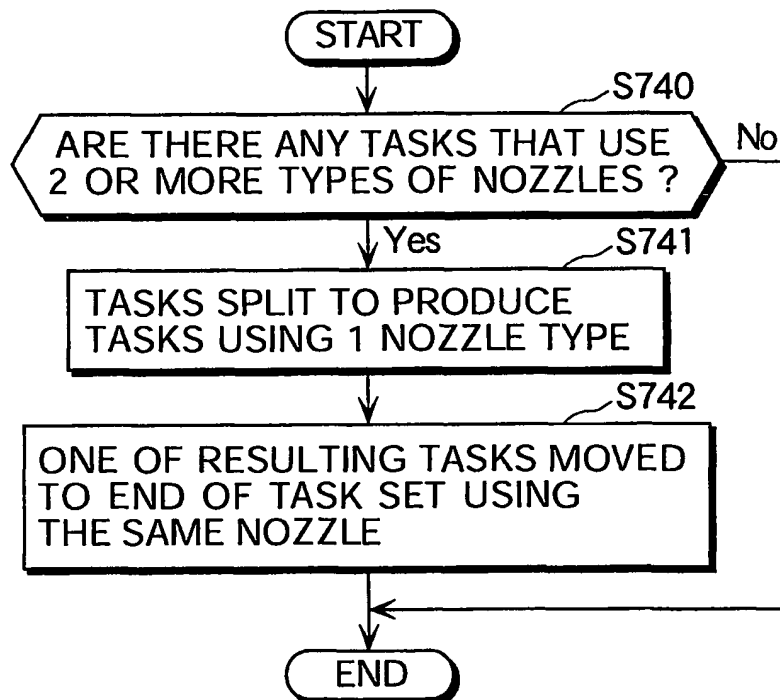 START
S740
ARE THERE ANY TASKS THAT USE
2 OR MORE TYPES OF NOZZLES ?
No
Yes
S741
TASKS SPLIT TO PRODUCE
TASKS USING 1 NOZZLE TYPE
S742
ONE OF RESULTING TASKS MOVED
TO END OF TASK SET USING
THE SAME NOZZLE
END